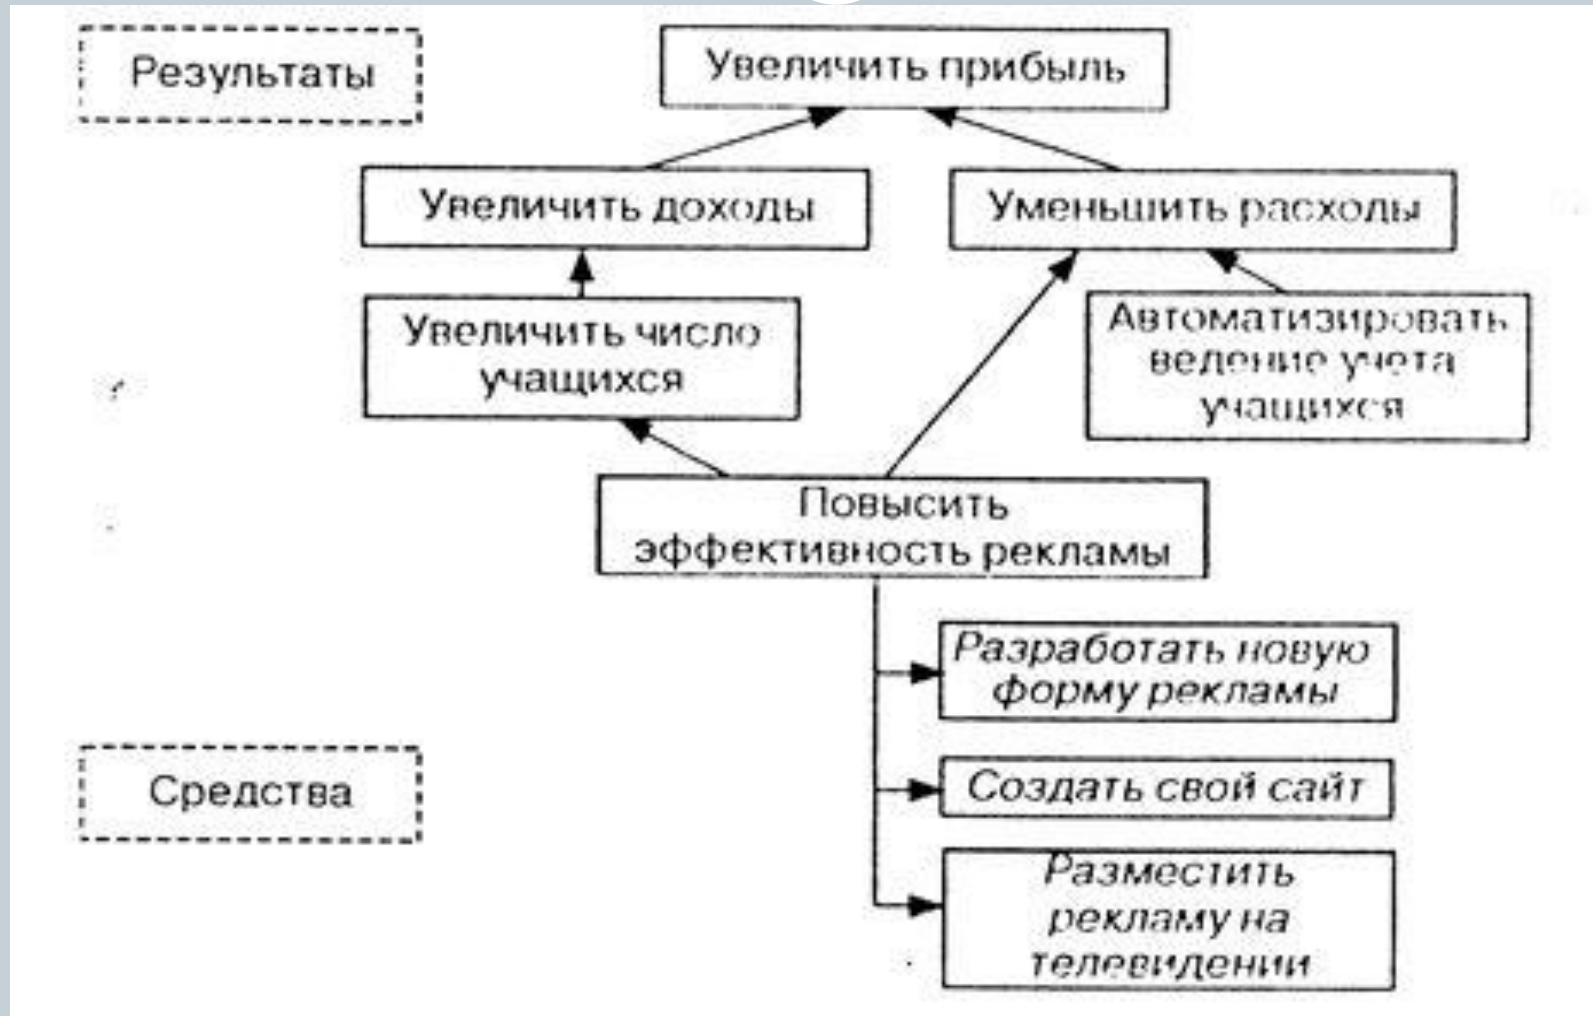 Результаты
Увеличить прибыль
Увеличить доходы
Уменьшить расходы
Увеличить число
учащихся
Автоматизировать
ведение учета
учащихся
Повысить
эффективность рекламы
Разработать новую
форму рекламы
Средства
Создать свой сайт
Разместить
рекламу на
телевидении